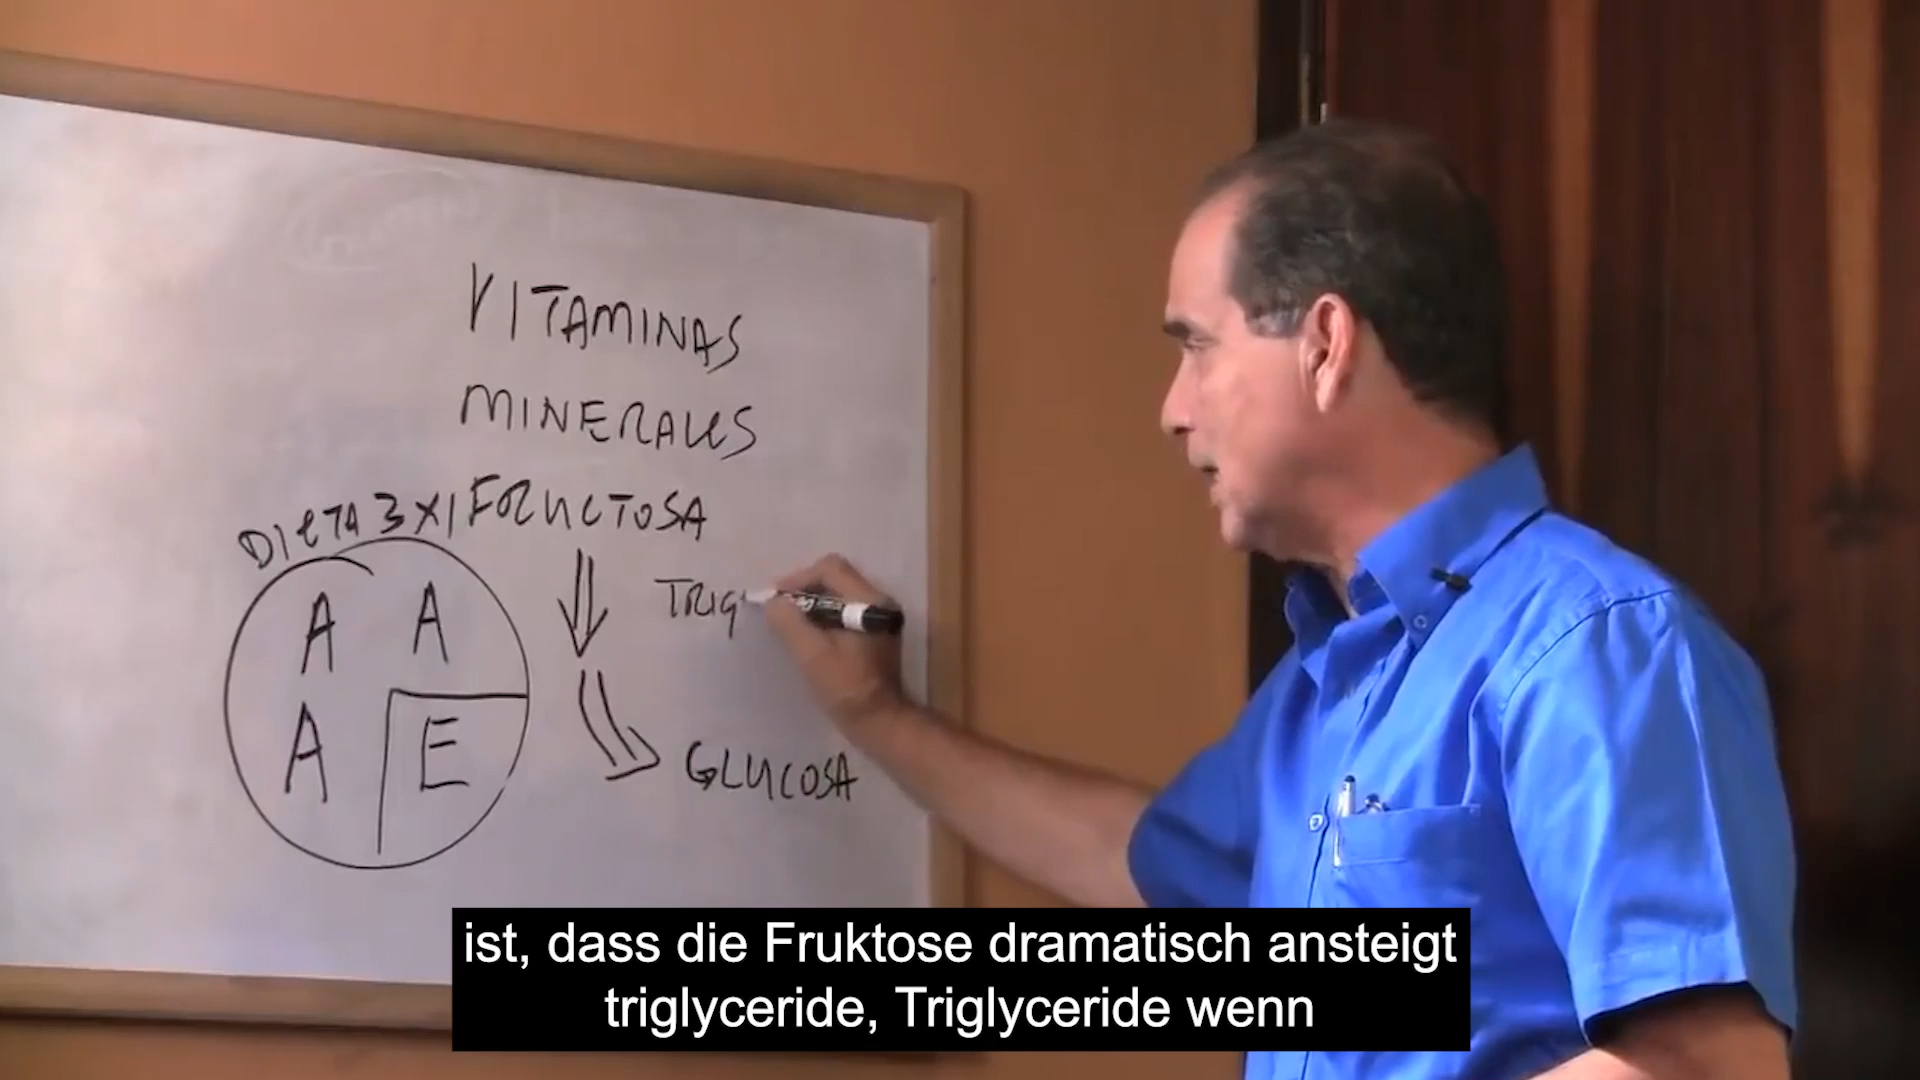 VITAMINAS
MINERALES
FRUCTOSA
DIETA 3X1
TRIG
A A
A E
GLUCOSA
ist, dass die Fruktose dramatisch ansteigt
triglyceride, Triglyceride wenn